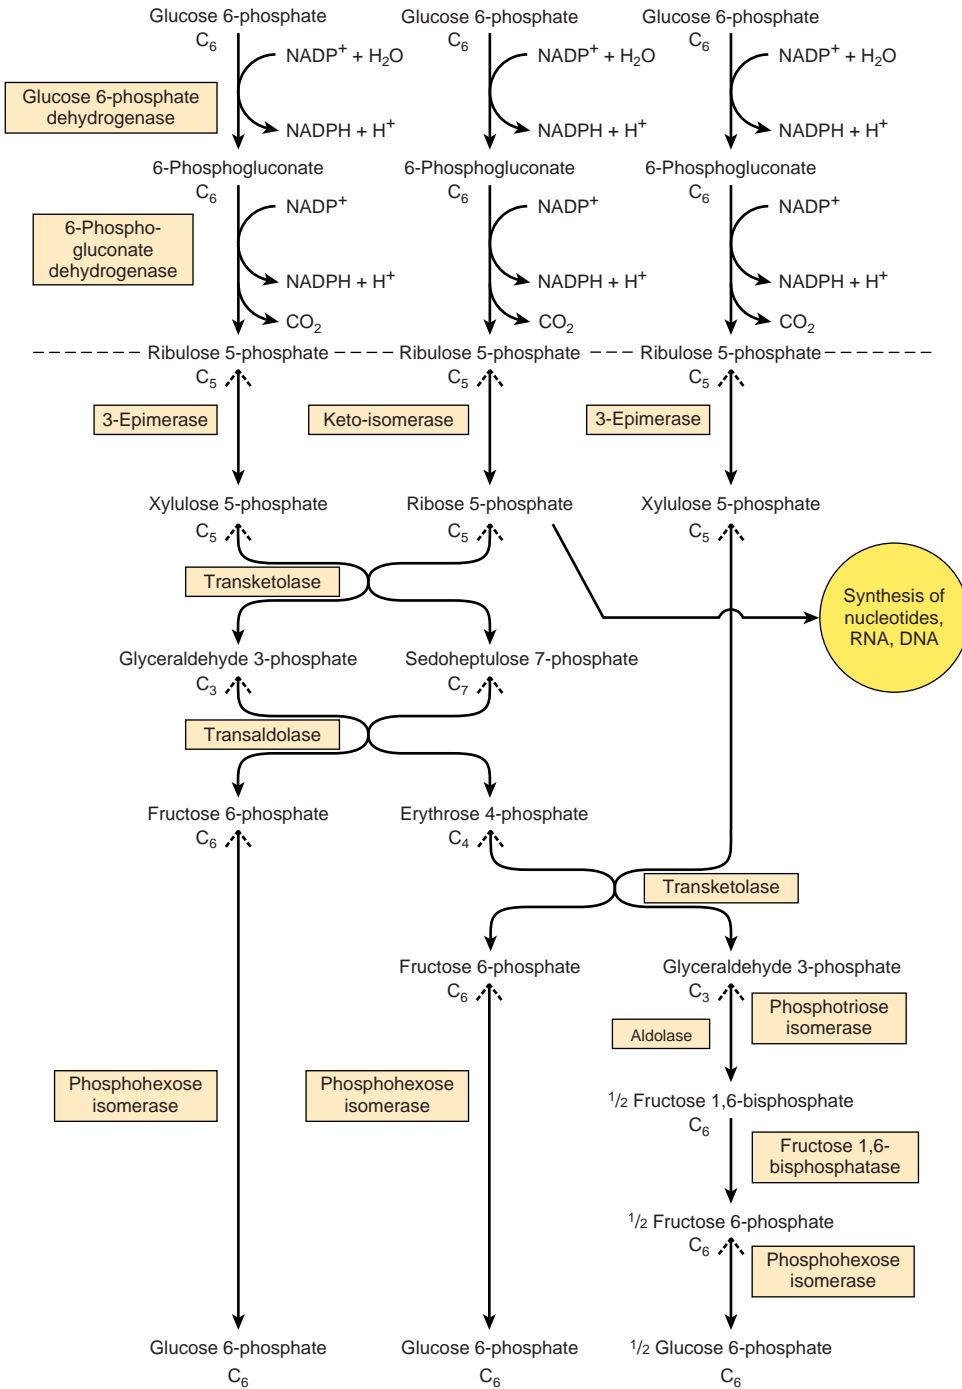 Glucose 6-phosphate Glucose 6-phosphate Glucose 6-phosphate
C6 C6 C6
NADP+ + H2O NADP+ + H2O NADP+ + H2O
Glucose 6-phosphate
dehydrogenase
NADPH + H+ NADPH + H+ NADPH + H+
6-Phosphogluconate 6-Phosphogluconate 6-Phosphogluconate
C6 C6 C6
NADP+ NADP+ NADP+
6-Phospho-
gluconate
dehydrogenase
NADPH + H+ NADPH + H+ NADPH + H+
CO2 CO2 CO2
Ribulose 5-phosphate Ribulose 5-phosphate Ribulose 5-phosphate
C5 C5 C5
3-Epimerase Keto-isomerase 3-Epimerase
Xylulose 5-phosphate Ribose 5-phosphate Xylulose 5-phosphate
C5 C5 C5
Transketolase
Synthesis of
nucleotides,
RNA, DNA
Glyceraldehyde 3-phosphate Sedoheptulose 7-phosphate
C3 C7
Transaldolase
Fructose 6-phosphate Erythrose 4-phosphate
C6 C4
Transketolase
Fructose 6-phosphate Glyceraldehyde 3-phosphate
C6 C3
Phosphotriose
isomerase
Aldolase
Phosphohexose
isomerase
Phosphohexose
isomerase
1/2 Fructose 1,6-bisphosphate
C6
Fructose 1,6-
bisphosphatase
1/2 Fructose 6-phosphate
C6
Phosphohexose
isomerase
Glucose 6-phosphate Glucose 6-phosphate 1/2 Glucose 6-phosphate
C6 C6 C6